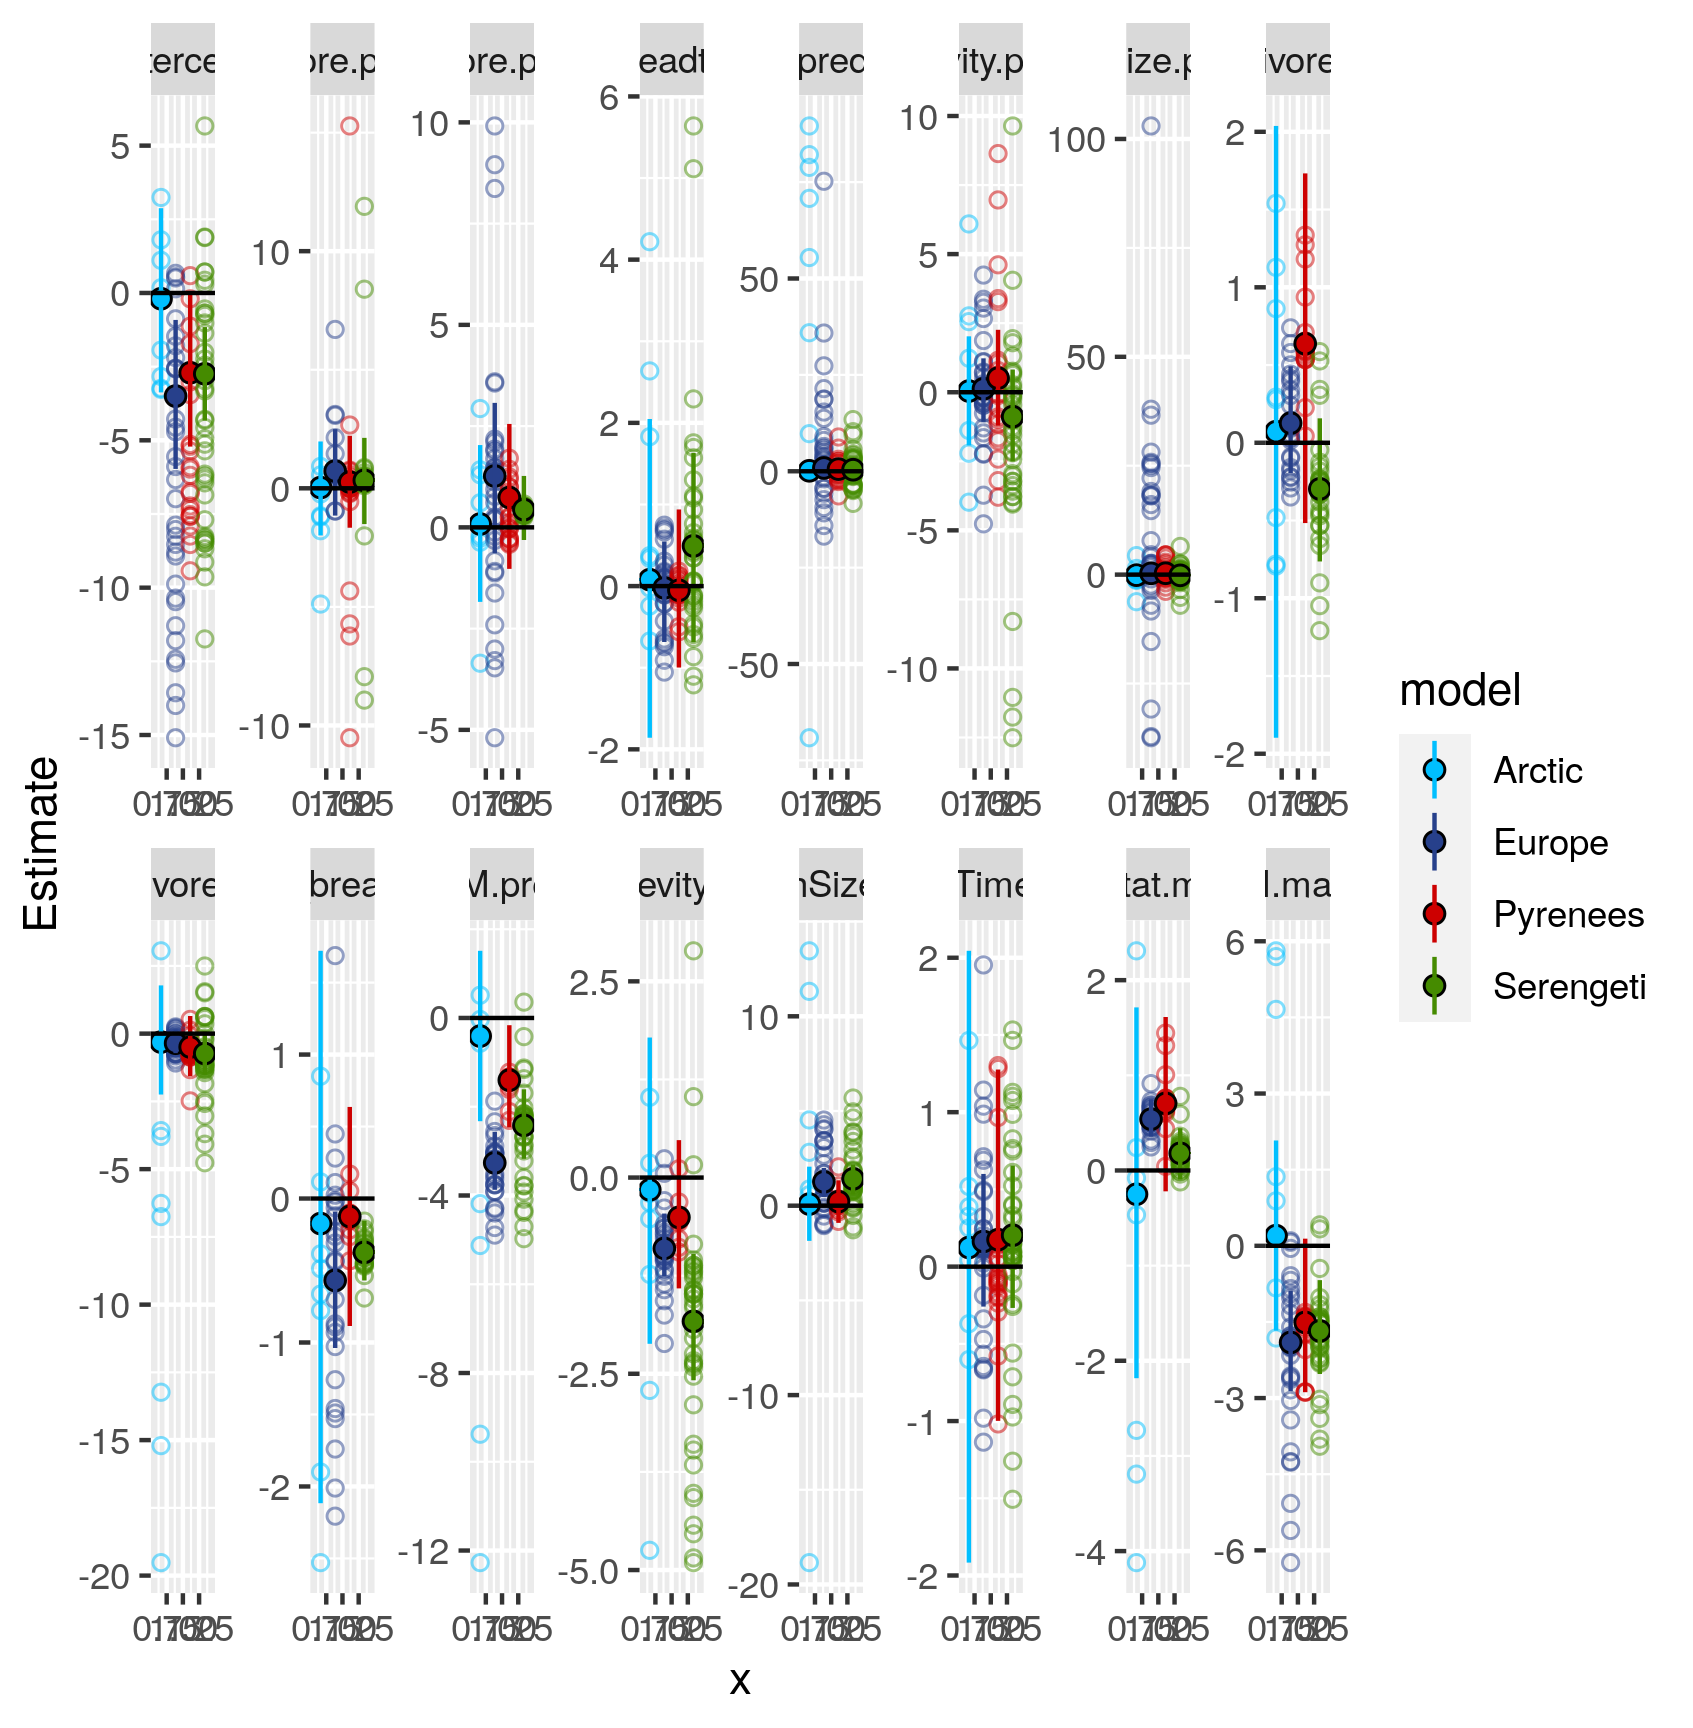 terce
ore.p
ore.p
eadt
pred
vity.p
ize.p
ivore
5
0
-5
-10
-15
10
0
-10
10
5
0
-5
6
4
2
0
-2
50
0
-50
10
5
0
-5
-10
100
50
0
2
1
0
-1
-2
vore
brea
M.pre
evity
nSize
Time
tat.m
l.ma
0
-5
-10
-15
-20
1
0
-1
-2
0
-4
-8
-12
2.5
0.0
-2.5
-5.0
10
0
-10
-20
2
1
0
-1
-2
2
0
-2
-4
6
3
0
-3
-6
Estimate
x
model
Arctic
Europe
Pyrenees
Serengeti